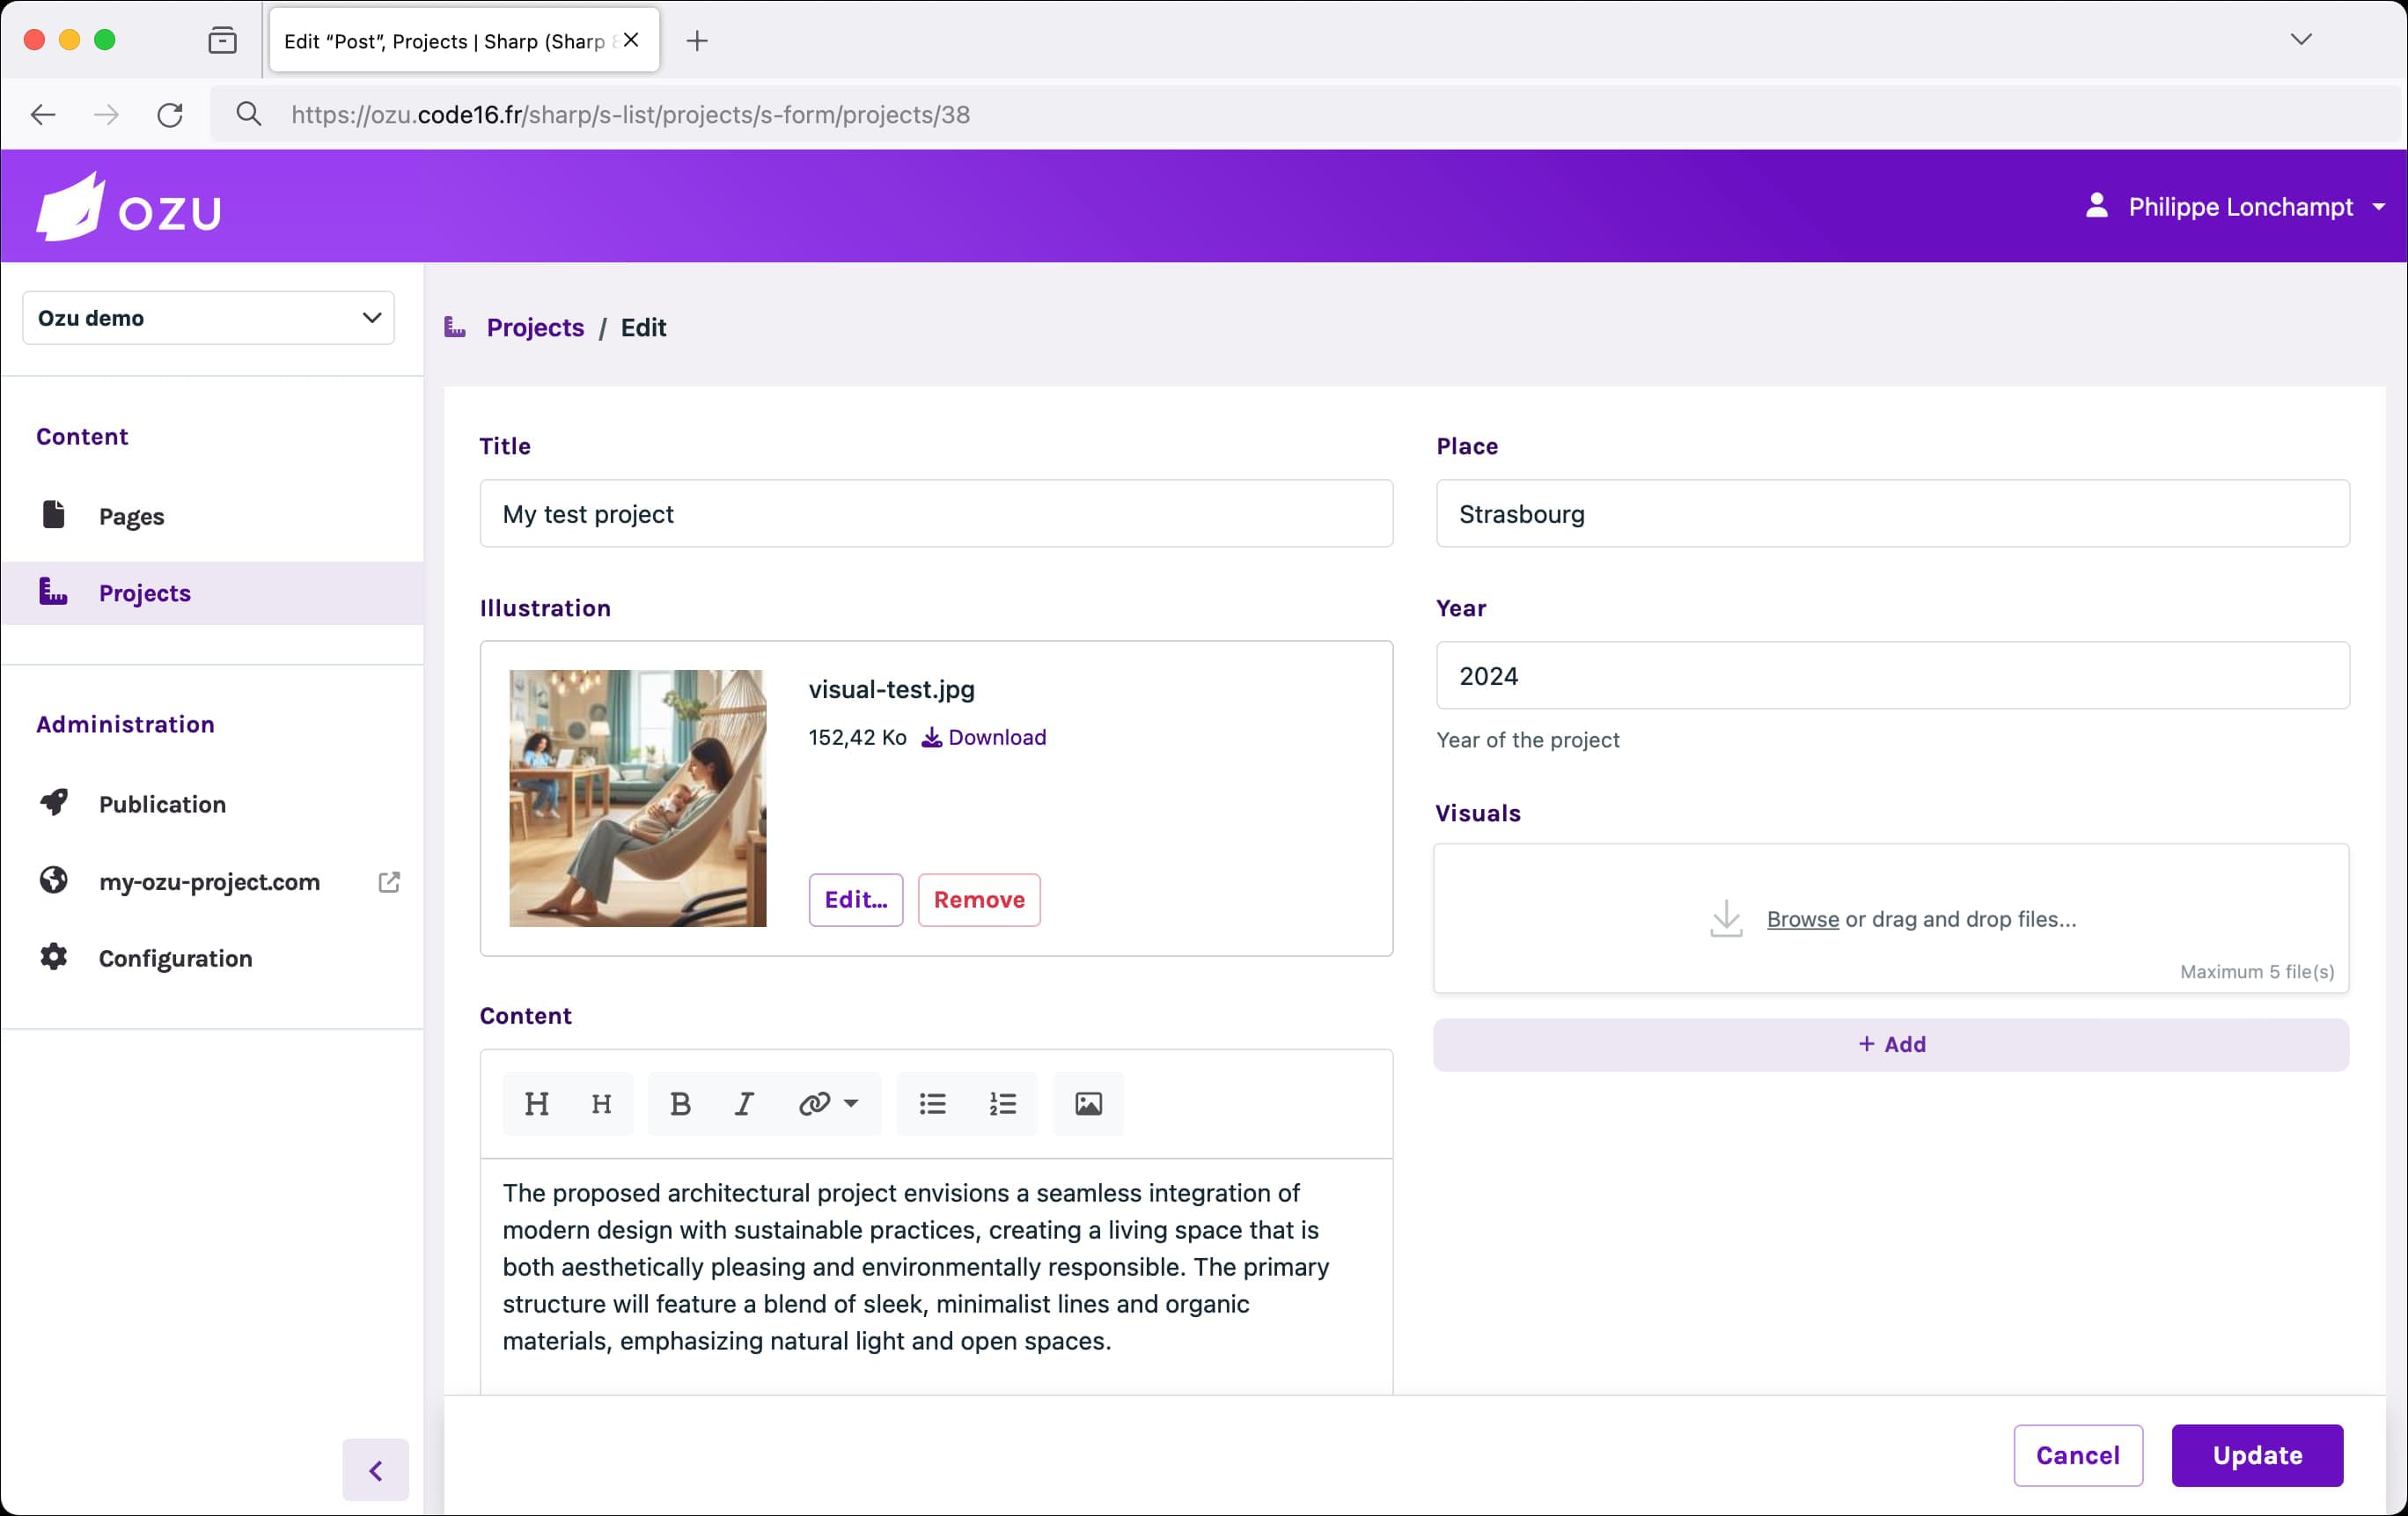 Edit “Post”, Projects | Sharp (Sharp
https://ozu.code16.fr/sharp/s-list/projects/s-form/projects/38
OZU
Philippe Lonchampt
Ozu demo
Content
Pages
Projects
Administration
Publication
my-ozu-project.com
Configuration
Projects / Edit
Title
My test project
Illustration
visual-test.jpg
152,42 Ko Download
Edit...
Remove
Content
H H B I
The proposed architectural project envisions a seamless integration of
modern design with sustainable practices, creating a living space that is
both aesthetically pleasing and environmentally responsible. The primary
structure will feature a blend of sleek, minimalist lines and organic
materials, emphasizing natural light and open spaces.
Place
Strasbourg
Year
2024
Year of the project
Visuals
Browse or drag and drop files...
Maximum 5 file(s)
+ Add
Cancel
Update